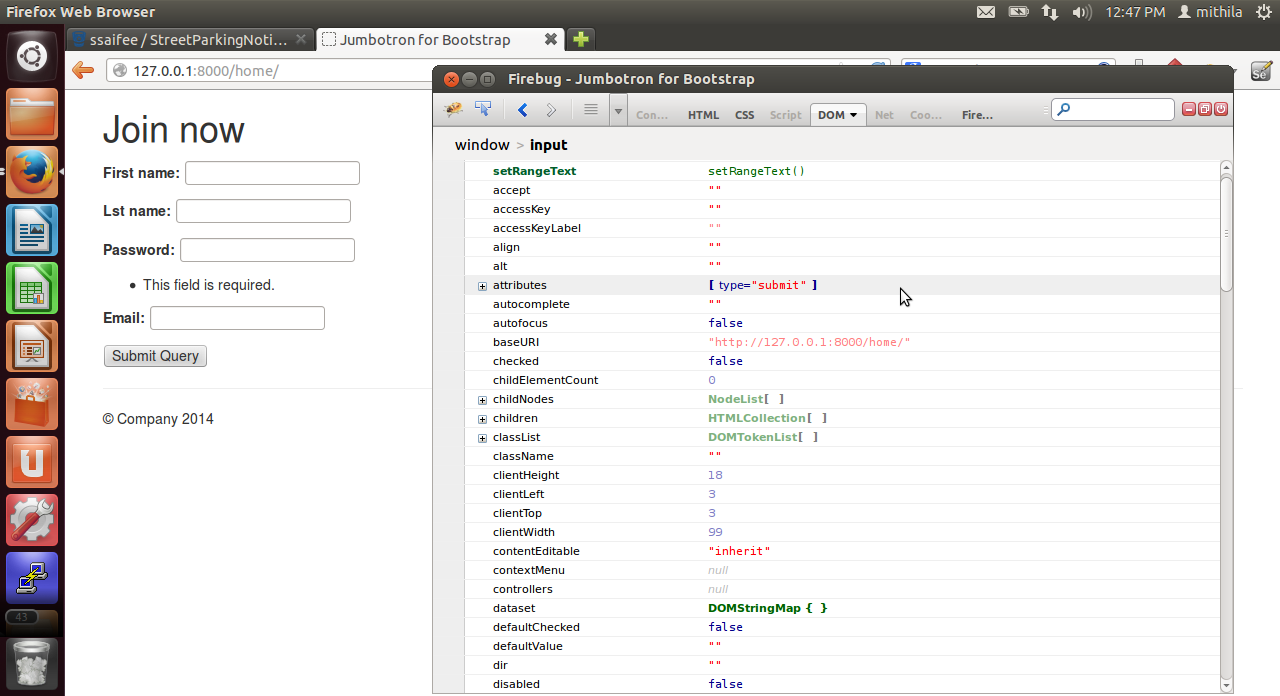 Firefox Web Browser
12:47 PM mithila
ssaifee / StreetParkingNoti...
Jumbotron for Bootstrap
127.0.0.1:8000/home/
Se
Firebug - Jumbotron for Bootstrap
Con... HTML CSS Script DOM Net Coo... Fire...
window > input
Join now
First name:
Lst name:
Password:
This field is required.
Email:
Submit Query
© Company 2014
setRangeText setRangeText()
accept ""
accessKey ""
accessKeyLabel ""
align ""
alt ""
attributes [ type="submit" ]
autocomplete ""
autofocus false
baseURI "http://127.0.0.1:8000/home/"
checked false
childElementCount 0
childNodes NodeList[ ]
children HTMLCollection[ ]
classList DOMTokenList[ ]
className ""
clientHeight 18
clientLeft 3
clientTop 3
clientWidth 99
contentEditable "inherit"
contextMenu null
controllers null
dataset DOMStringMap { }
defaultChecked false
defaultValue ""
dir ""
disabled false
43